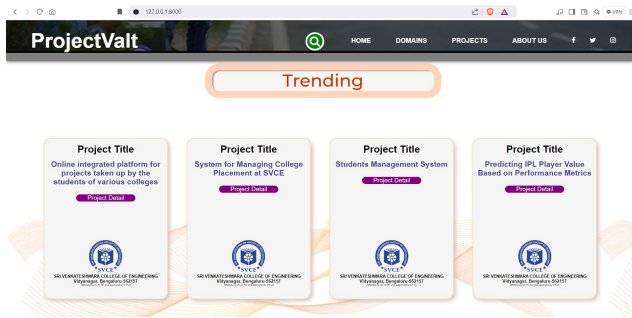 127.0.0.1:8000
VPN
ProjectValt
HOME DOMAINS PROJECTS ABOUT US
Trending
Project Title
Online integrated platform for
projects taken up by the
students of various colleges
Project Detail
SVCE
SRI VENKATESHWARA COLLEGE OF ENGINEERING
Vidyanagar, Bengaluru-562157
Project Title
System for Managing College
Placement at SVCE
Project Detail
SVCE
SRI VENKATESHWARA COLLEGE OF ENGINEERING
Vidyanagar, Bengaluru-562157
Project Title
Students Management System
Project Detail
SVCE
SRI VENKATESHWARA COLLEGE OF ENGINEERING
Vidyanagar, Bengaluru-562157
Project Title
Predicting IPL Player Value
Based on Performance Metrics
Project Detail
SVCE
SRI VENKATESHWARA COLLEGE OF ENGINEERING
Vidyanagar, Bengaluru-562157